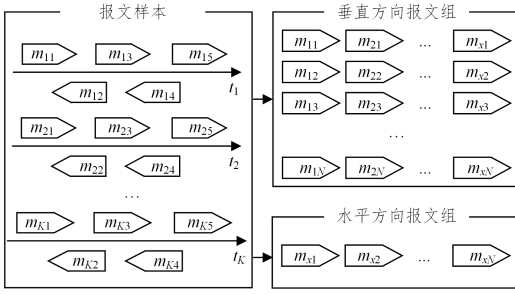 报文样本
m11 m13 m15
t1
m12 m14
m21 m23 m25
t2
m22 m24
...
mK1 mK3 mK5
tK
mK2 mK4
垂直方向报文组
m11 m21 ... mx1
m12 m22 ... mx2
m13 m23 ... mx3
...
m1N m2N ... mxN
水平方向报文组
mx1 mx2 ... mxN